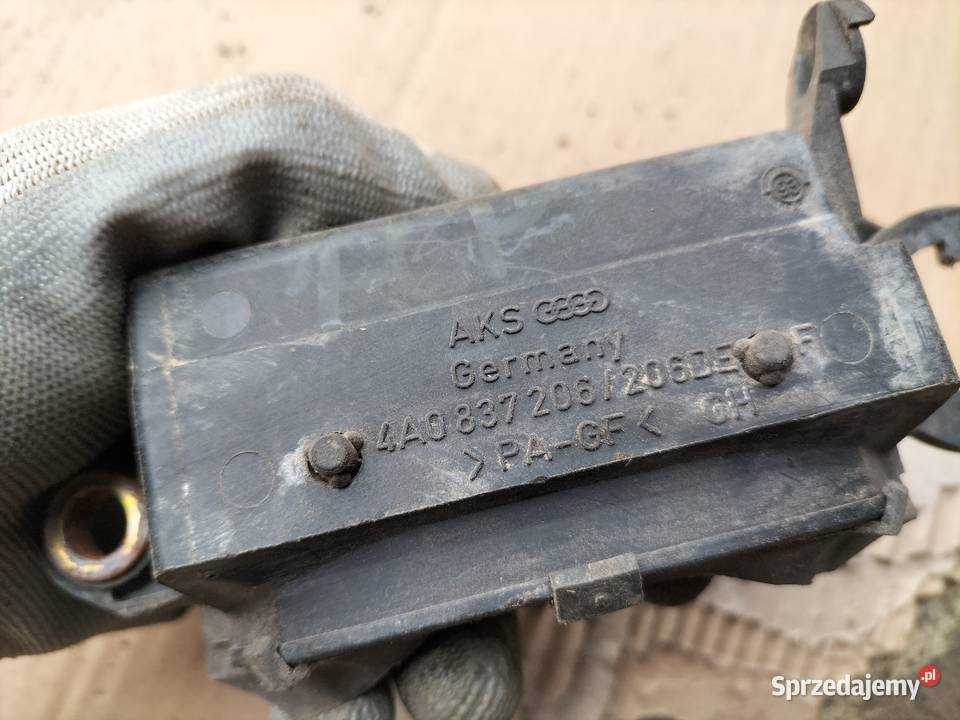 AKS
Germany
4A0 837 206/206DE
>PA-GF< GH
Sprzedajemy.pl